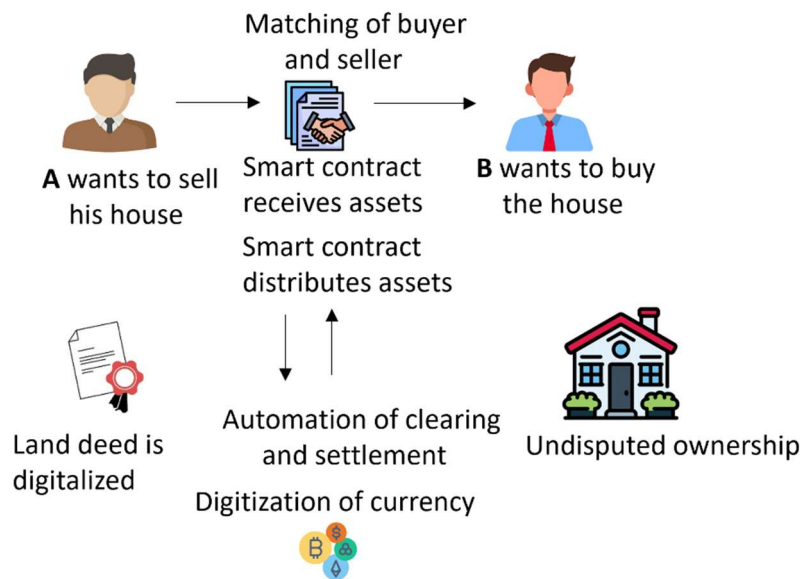 Matching of buyer
and seller
A wants to sell
his house
Smart contract
receives assets
B wants to buy
the house
Smart contract
distributes assets
Land deed is
digitalized
Automation of clearing
and settlement
Undisputed ownership
Digitization of currency